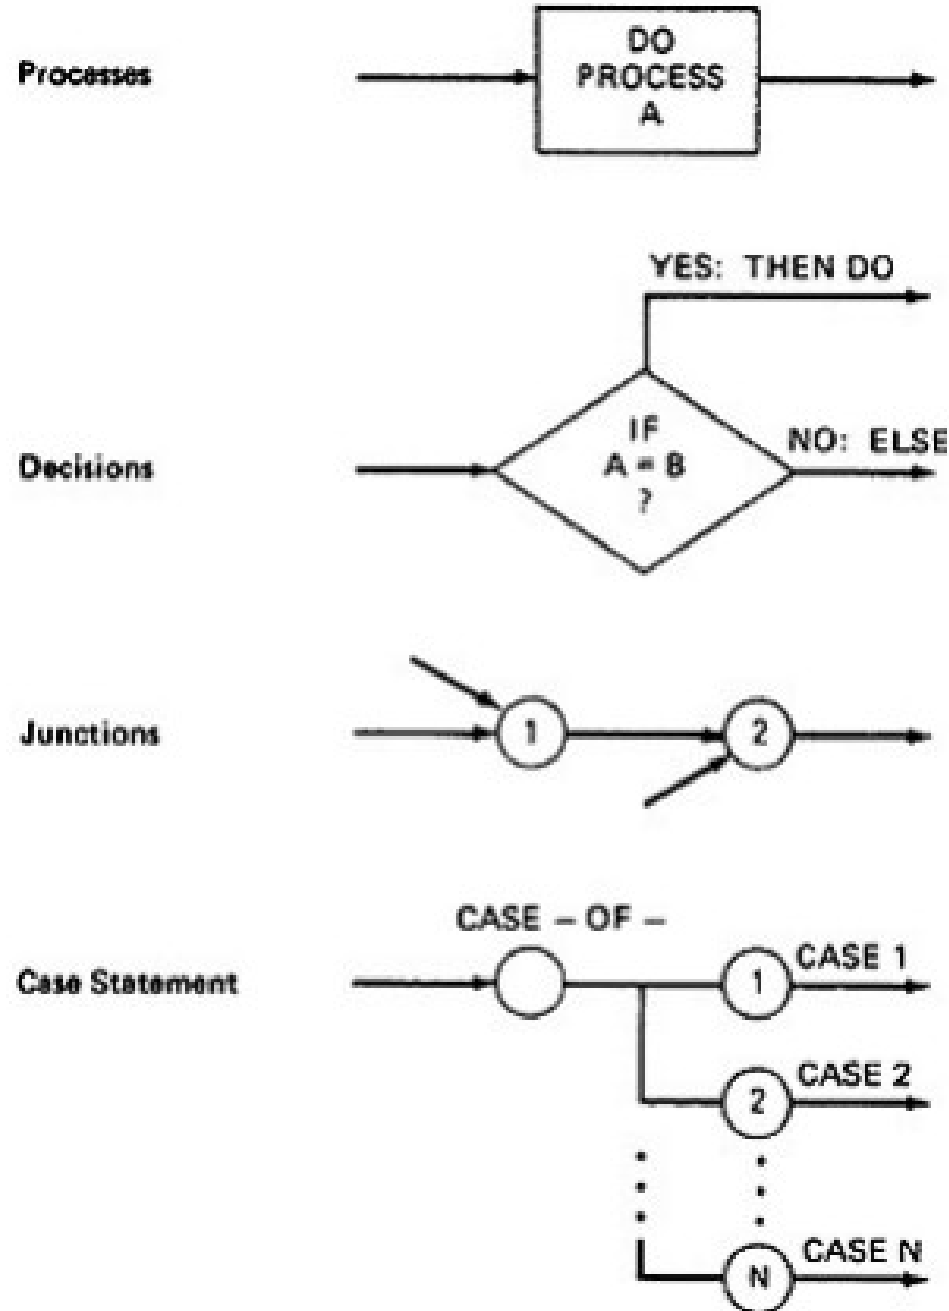 Processes
DO
PROCESS
A
YES: THEN DO
Decisions
IF
A = B
?
NO: ELSE
Junctions
1
2
CASE – OF –
Case Statement
1
CASE 1
2
CASE 2
N
CASE N